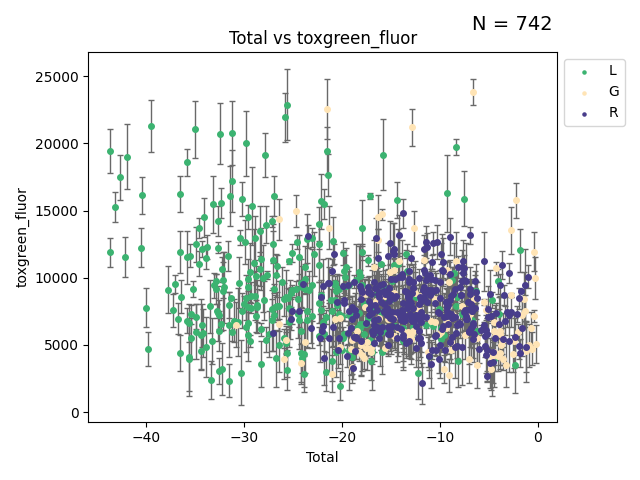 N = 742
Total vs toxgreen_fluor
L
G
R
25000
20000
15000
10000
5000
0
toxgreen_fluor
−40
−30
−20
−10
0
Total